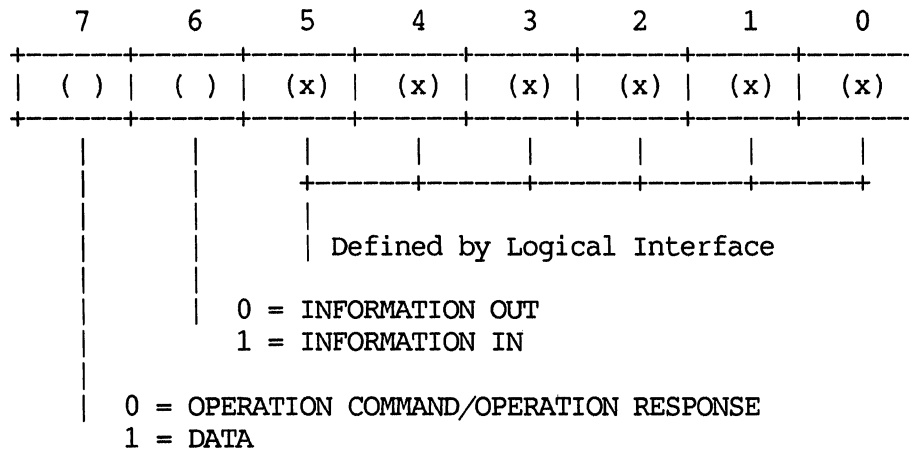 7 6 5 4 3 2 1 0
( ) ( ) (x) (x) (x) (x) (x) (x)
Defined by Logical Interface
0 = INFORMATION OUT
1 = INFORMATION IN
0 = OPERATION COMMAND/OPERATION RESPONSE
1 = DATA